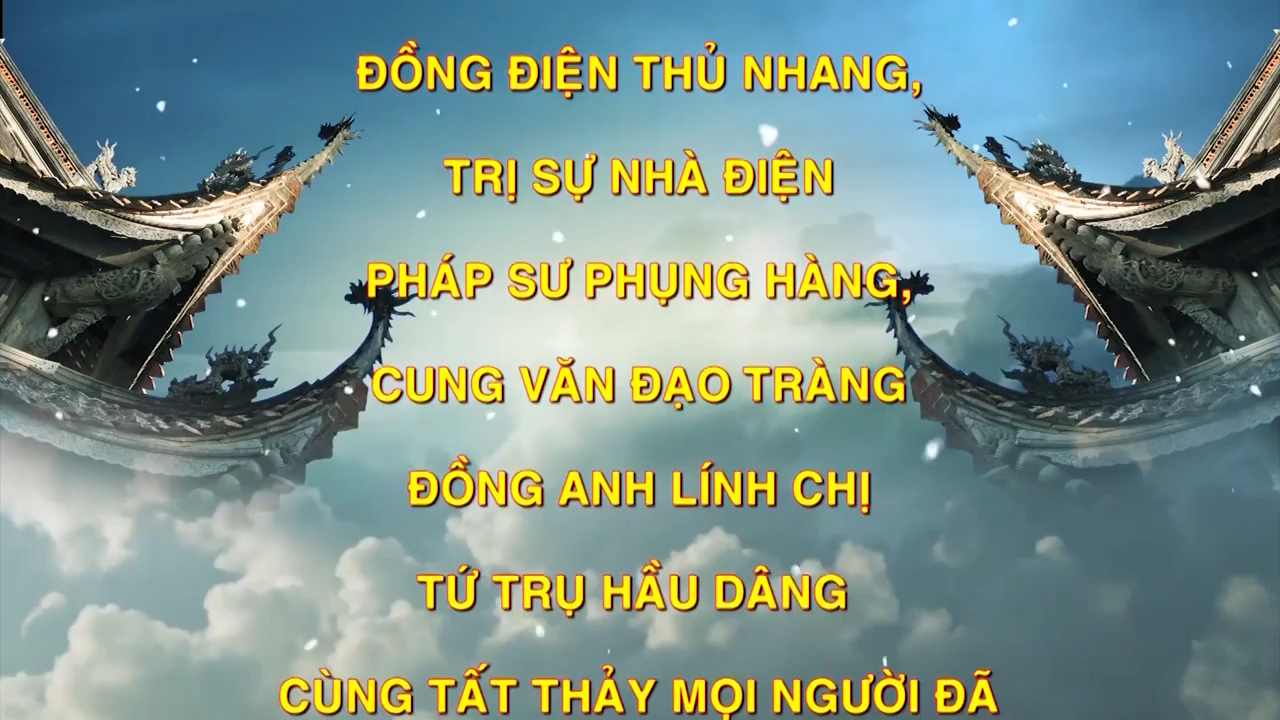 ĐỒNG ĐIỆN THỦ NHANG,
TRỊ SỰ NHÀ ĐIỆN
PHÁP SƯ PHỤNG HÀNG,
CUNG VĂN ĐẠO TRÀNG
ĐỒNG ANH LÍNH CHỊ
TỨ TRỤ HẦU DÂNG
CÙNG TẤT THẢY MỌI NGƯỜI ĐÃ